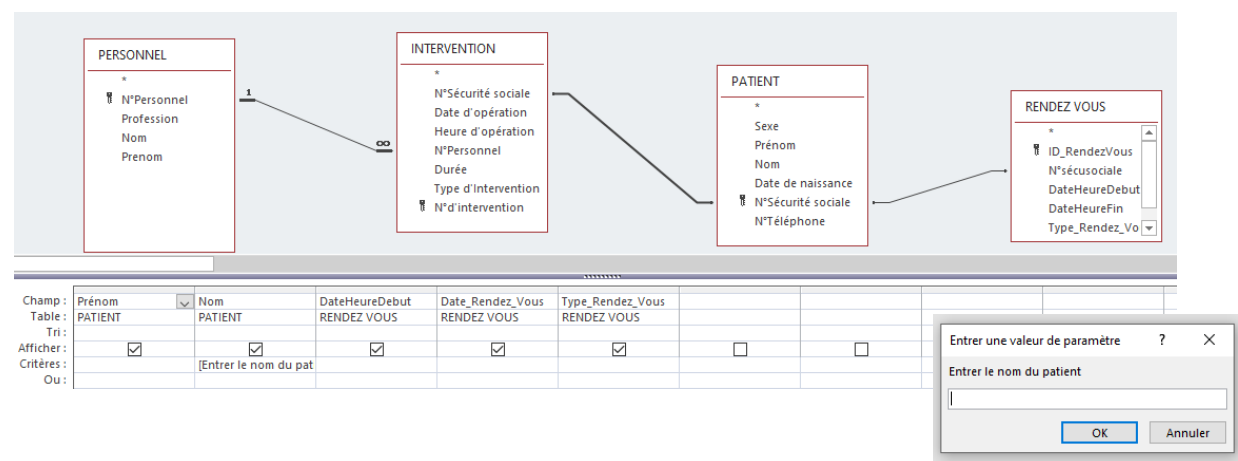 PERSONNEL
*
N°Personnel
Profession
Nom
Prenom
1
∞
INTERVENTION
*
N°Sécurité sociale
Date d'opération
Heure d'opération
N°Personnel
Durée
Type d'Intervention
N°d'intervention
PATIENT
*
Sexe
Prénom
Nom
Date de naissance
N°Sécurité sociale
N°Téléphone
RENDEZ VOUS
*
ID_RendezVous
N°sécusociale
DateHeureDebut
DateHeureFin
Type_Rendez_Vo
Champ : Prénom Nom DateHeureDebut Date_Rendez_Vous Type_Rendez_Vous
Table : PATIENT PATIENT RENDEZ VOUS RENDEZ VOUS RENDEZ VOUS
Tri :
Afficher :
Critères : [Entrer le nom du pat
Ou :
Entrer une valeur de paramètre ? ×
Entrer le nom du patient
OK Annuler